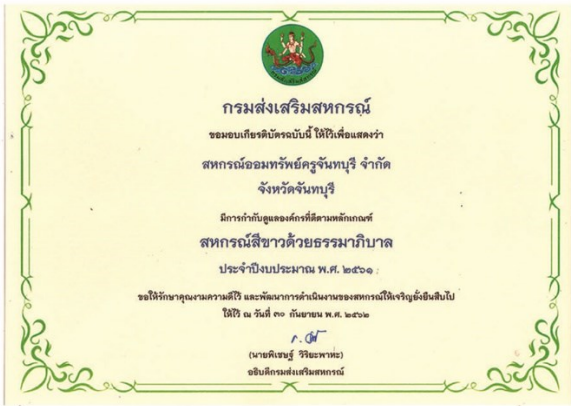 กรมส่งเสริมสหกรณ์
ขอมอบเกียรติบัตรฉบับนี้ ให้ไว้เพื่อแสดงว่า
สหกรณ์ออมทรัพย์ครูจันทบุรี จำกัด
จังหวัดจันทบุรี
มีการกำกับดูแลองค์กรที่ดีตามหลักเกณฑ์
สหกรณ์สีขาวด้วยธรรมาภิบาล
ประจำปีงบประมาณ พ.ศ. ๒๕๖๑
ขอให้รักษาคุณงามความดีไว้ และพัฒนาการดำเนินงานของสหกรณ์ให้เจริญยั่งยืนสืบไป
ให้ไว้ ณ วันที่ ๓๐ กันยายน พ.ศ. ๒๕๖๒
(นายพิเชษฐ์ วิริยะพาหะ)
อธิบดีกรมส่งเสริมสหกรณ์